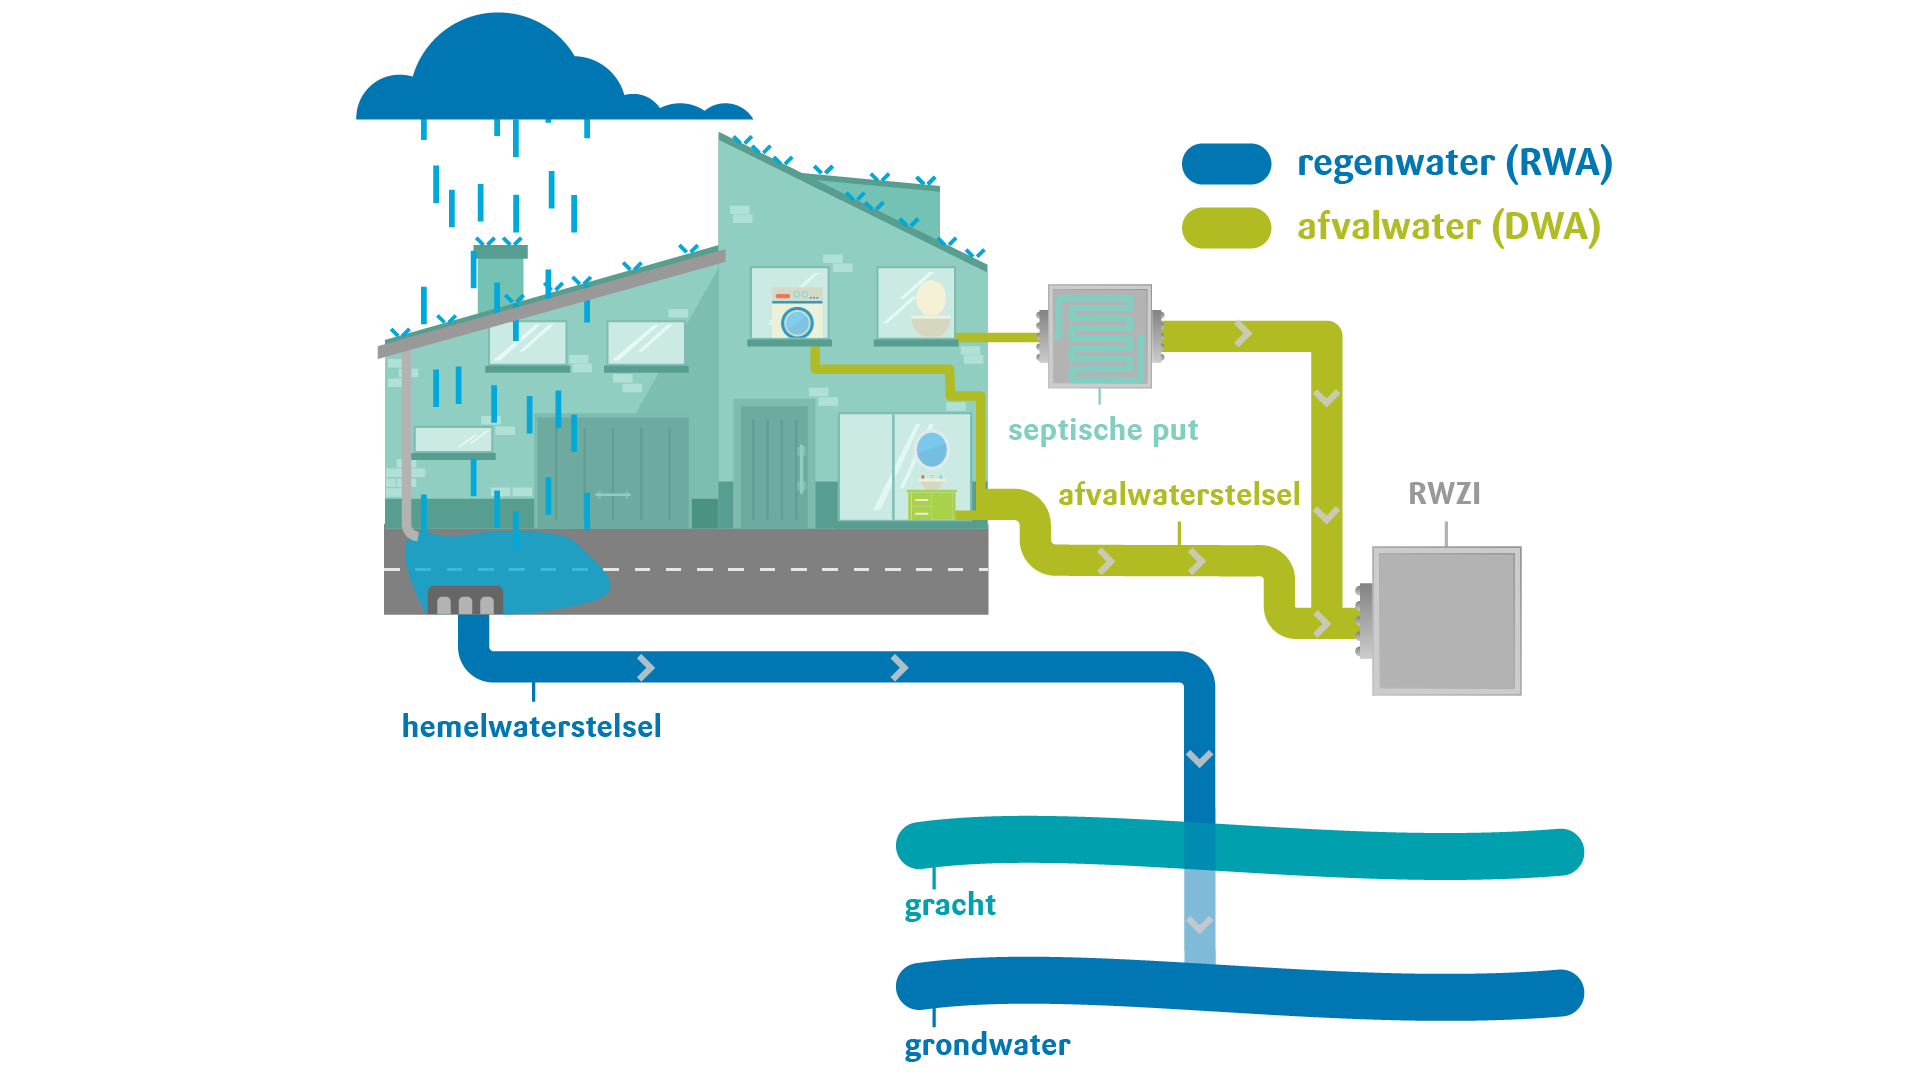 regenwater (RWA)
afvalwater (DWA)
septische put
afvalwaterstelsel
RWZI
hemelwaterstelsel
gracht
grondwater